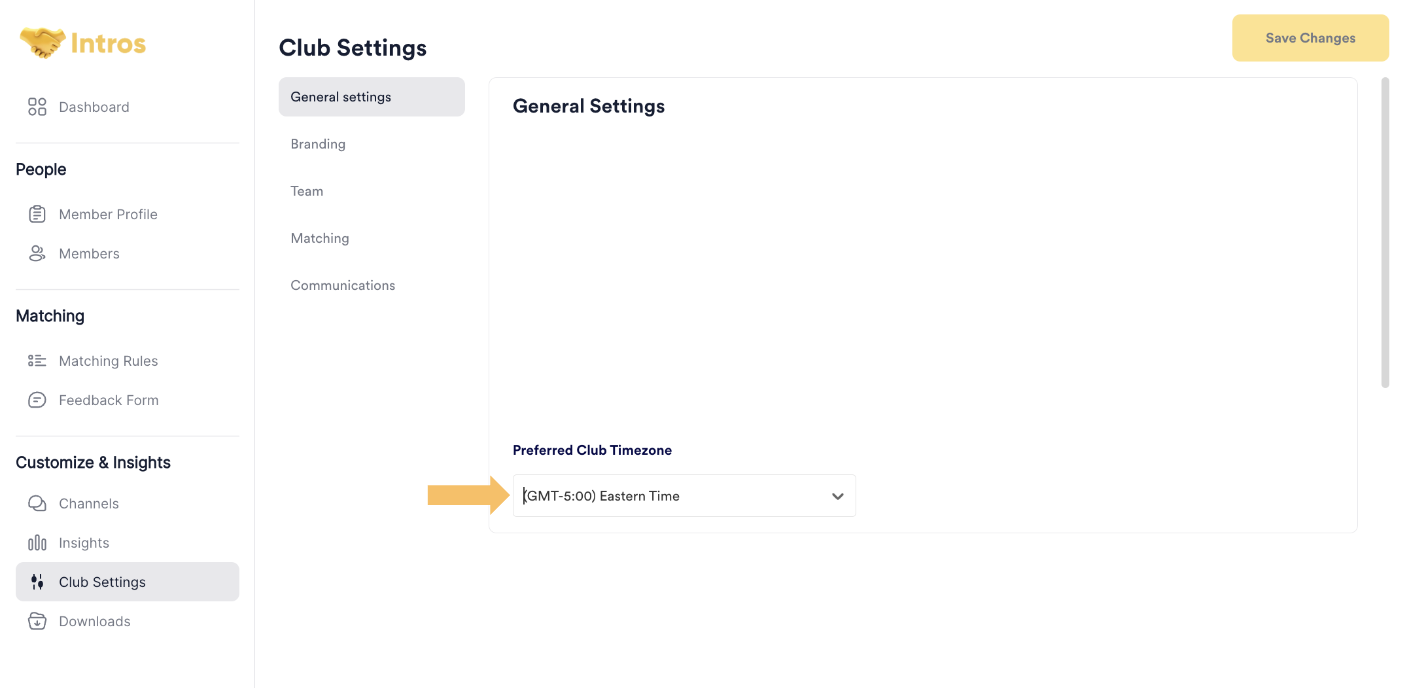 Intros
Dashboard
People
Member Profile
Members
Matching
Matching Rules
Feedback Form
Customize & Insights
Channels
Insights
Club Settings
Downloads
Club Settings
Save Changes
General settings
Branding
Team
Matching
Communications
General Settings
Preferred Club Timezone
(GMT-5:00) Eastern Time